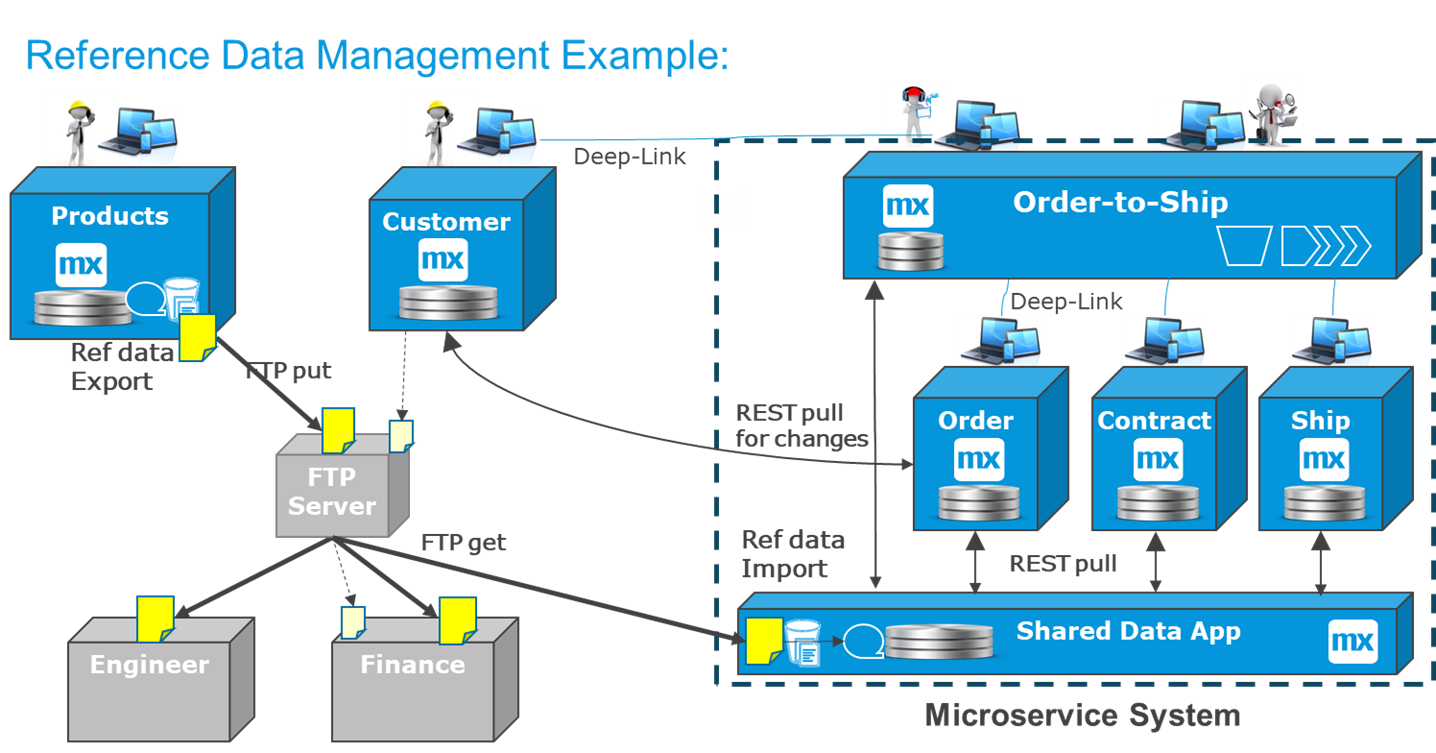 Reference Data Management Example:
Deep-Link
Products
mx
Customer
mx
mx
Order-to-Ship
Ref data
Export
FTP put
Deep-Link
REST pull
for changes
Order
mx
Contract
mx
Ship
mx
FTP
Server
FTP get
Ref data
Import
REST pull
Engineer
Finance
Shared Data App
mx
Microservice System